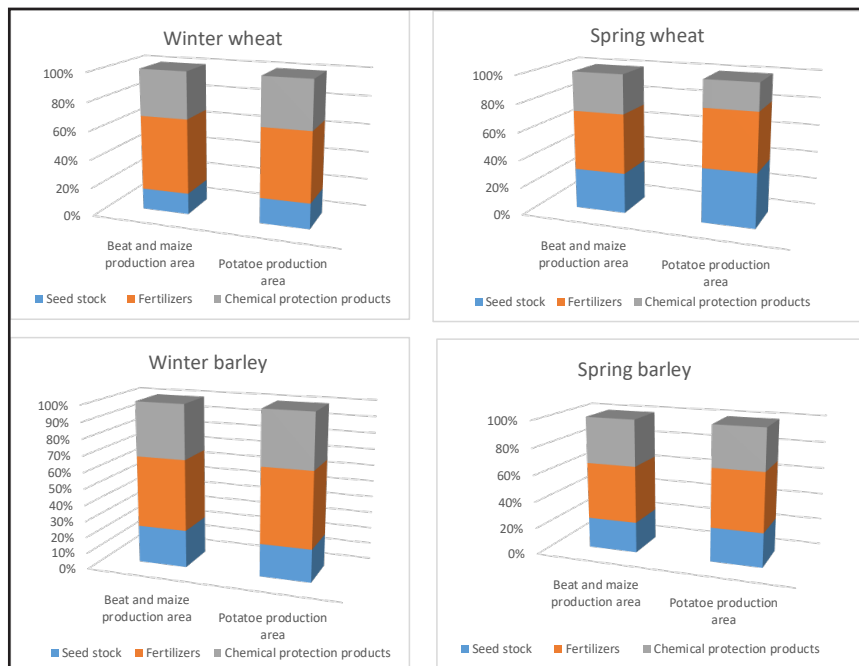 Winter wheat
100%
80%
60%
40%
20%
0%
Beat and maize
production area
Potatoe production
area
Seed stock Fertilizers Chemical protection products
Spring wheat
100%
80%
60%
40%
20%
0%
Beat and maize
production area
Potatoe production area
Seed stock Fertilizers Chemical protection products
Winter barley
100%
90%
80%
70%
60%
50%
40%
30%
20%
10%
0%
Beat and maize
production area
Potatoe production
area
Seed stock Fertilizers Chemical protection products
Spring barley
100%
80%
60%
40%
20%
0%
Beat and maize
production area
Potatoe production
area
Seed stock Fertilizers Chemical protection products